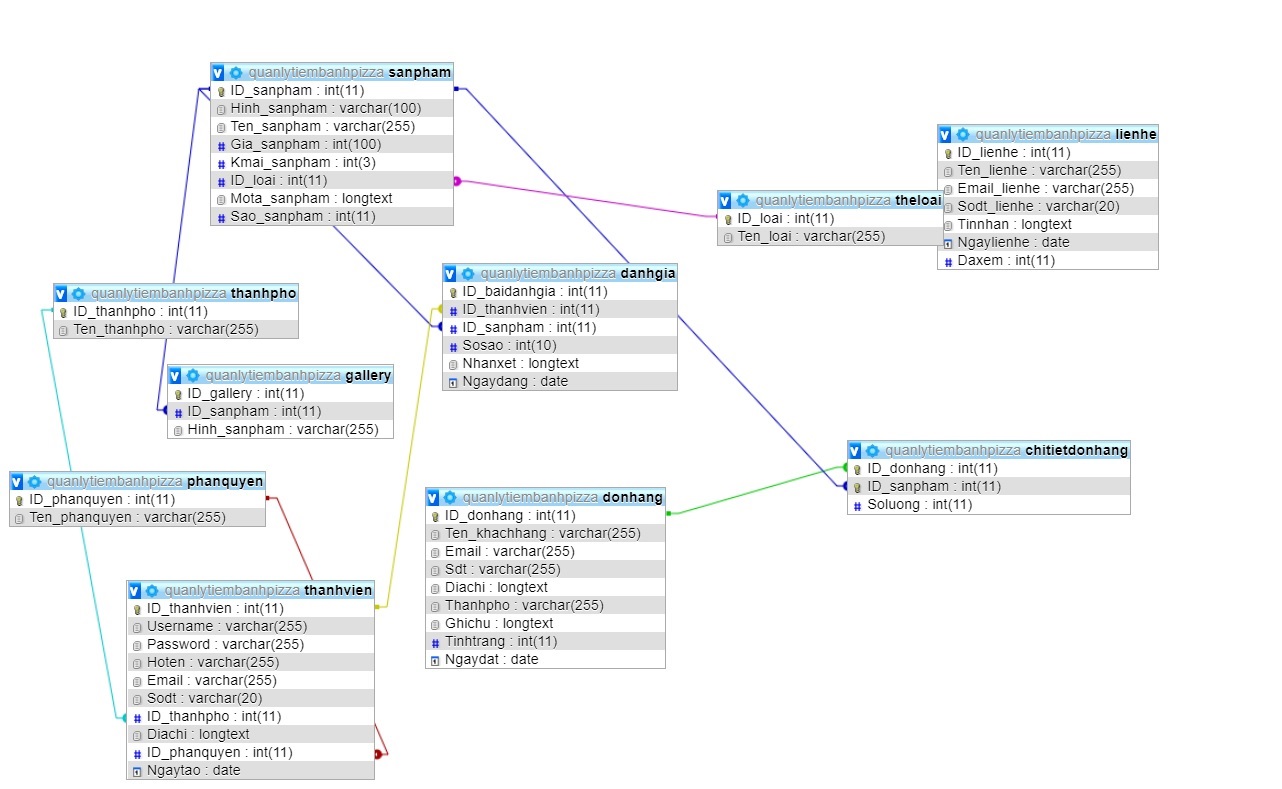 quanlytiembanhpizza sanpham
ID_sanpham : int(11)
Hinh_sanpham : varchar(100)
Ten_sanpham : varchar(255)
Gia_sanpham : int(100)
Kmai_sanpham : int(3)
ID_loai : int(11)
Mota_sanpham : longtext
Sao_sanpham : int(11)
quanlytiembanhpizza lienhe
ID_lienhe : int(11)
Ten_lienhe : varchar(255)
Email_lienhe : varchar(255)
Sodt_lienhe : varchar(20)
Tinnhan : longtext
Ngaylienhe : date
Daxem : int(11)
quanlytiembanhpizza theloai
ID_loai : int(11)
Ten_loai : varchar(255)
quanlytiembanhpizza danhgia
ID_baidanhgia : int(11)
ID_thanhvien : int(11)
ID_sanpham : int(11)
Sosao : int(10)
Nhanxet : longtext
Ngaydang : date
quanlytiembanhpizza thanhpho
ID_thanhpho : int(11)
Ten_thanhpho : varchar(255)
quanlytiembanhpizza gallery
ID_gallery : int(11)
ID_sanpham : int(11)
Hinh_sanpham : varchar(255)
quanlytiembanhpizza chitietdonhang
ID_donhang : int(11)
ID_sanpham : int(11)
Soluong : int(11)
quanlytiembanhpizza phanquyen
ID_phanquyen : int(11)
Ten_phanquyen : varchar(255)
quanlytiembanhpizza donhang
ID_donhang : int(11)
Ten_khachhang : varchar(255)
Email : varchar(255)
Sdt : varchar(255)
Diachi : longtext
Thanhpho : varchar(255)
Ghichu : longtext
Tinhtrang : int(11)
Ngaydat : date
quanlytiembanhpizza thanhvien
ID_thanhvien : int(11)
Username : varchar(255)
Password : varchar(255)
Hoten : varchar(255)
Email : varchar(255)
Sodt : varchar(20)
ID_thanhpho : int(11)
Diachi : longtext
ID_phanquyen : int(11)
Ngaytao : date